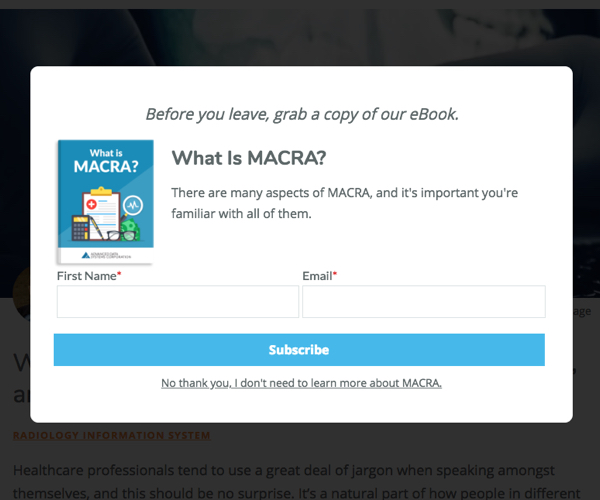 Before you leave, grab a copy of our eBook.
What is
MACRA?
ADVANCED DATA
SYSTEMS CORPORATION
What Is MACRA?
There are many aspects of MACRA, and it's important you're
familiar with all of them.
First Name*
Email*
Subscribe
No thank you, I don't need to learn more about MACRA.
RADIOLOGY INFORMATION SYSTEM
Healthcare professionals tend to use a great deal of jargon when speaking amongst
themselves, and this should be no surprise. It's a natural part of how people in different